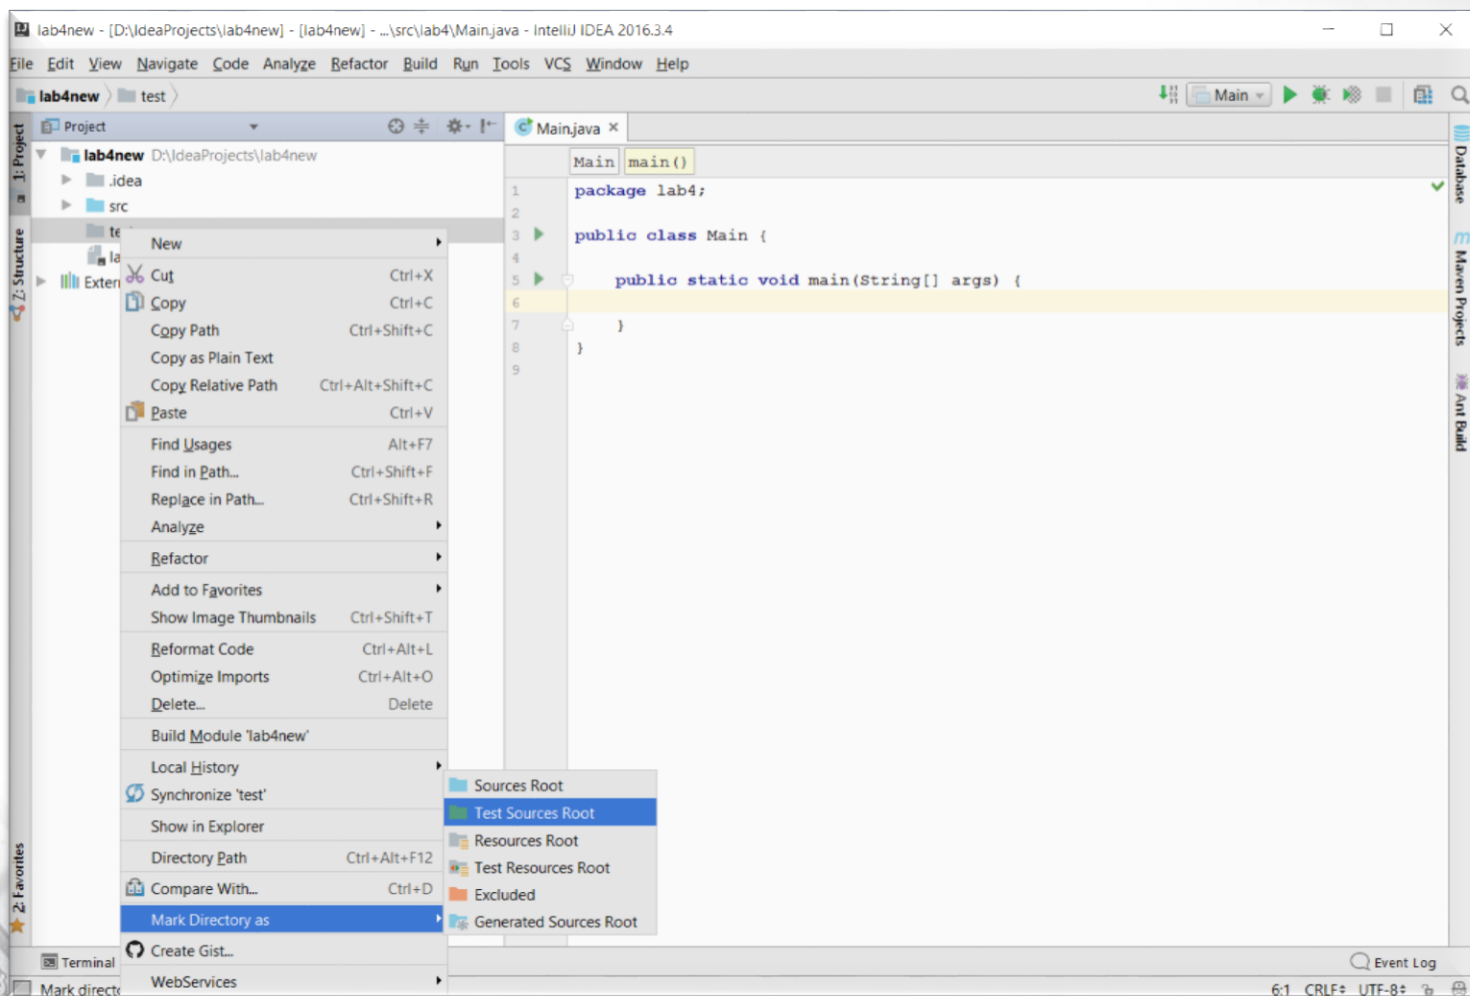 lab4new - [D:\IdeaProjects\lab4new] - [lab4new] - ...\src\lab4\Main.java - IntelliJ IDEA 2016.3.4
File Edit View Navigate Code Analyze Refactor Build Run Tools VCS Window Help
lab4new test
Main
1: Project
Z: Structure
2: Favorites
Project
lab4new D:\IdeaProjects\lab4new
.idea
src
te
la
Exter
New
Cut Ctrl+X
Copy Ctrl+C
Copy Path Ctrl+Shift+C
Copy as Plain Text
Copy Relative Path Ctrl+Alt+Shift+C
Paste Ctrl+V
Find Usages Alt+F7
Find in Path... Ctrl+Shift+F
Replace in Path... Ctrl+Shift+R
Analyze
Refactor
Add to Favorites
Show Image Thumbnails Ctrl+Shift+T
Reformat Code Ctrl+Alt+L
Optimize Imports Ctrl+Alt+O
Delete... Delete
Build Module 'lab4new'
Local History
Synchronize 'test'
Show in Explorer
Directory Path Ctrl+Alt+F12
Compare With... Ctrl+D
Mark Directory as
Create Gist...
WebServices
Sources Root
Test Sources Root
Resources Root
Test Resources Root
Excluded
Generated Sources Root
Main.java
Main main()
1 package lab4;
2
3 public class Main {
4
5 public static void main(String[] args) {
6
7 }
8 }
9
Database
Maven Projects
Ant Build
Terminal
Event Log
Mark directo
6:1 CRLF UTF-8